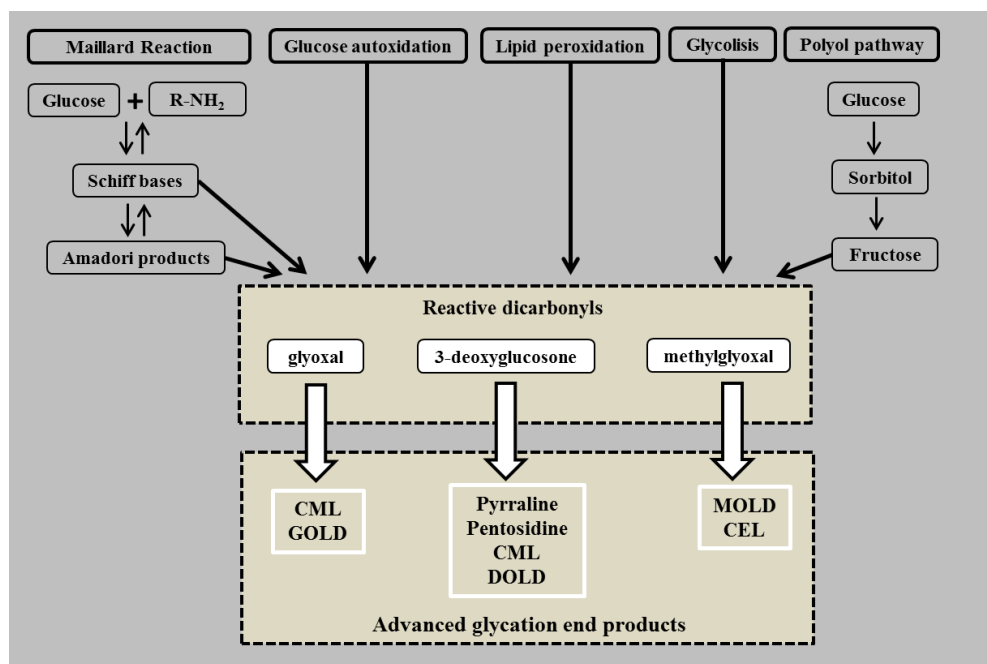 Maillard Reaction
Glucose autoxidation
Lipid peroxidation
Glycolisis
Polyol pathway
Glucose + R-NH₂
Glucose
Schiff bases
Sorbitol
Amadori products
Fructose
Reactive dicarbonyls
glyoxal
3-deoxyglucosone
methylglyoxal
CML
GOLD
Pyrraline
Pentosidine
CML
DOLD
MOLD
CEL
Advanced glycation end products